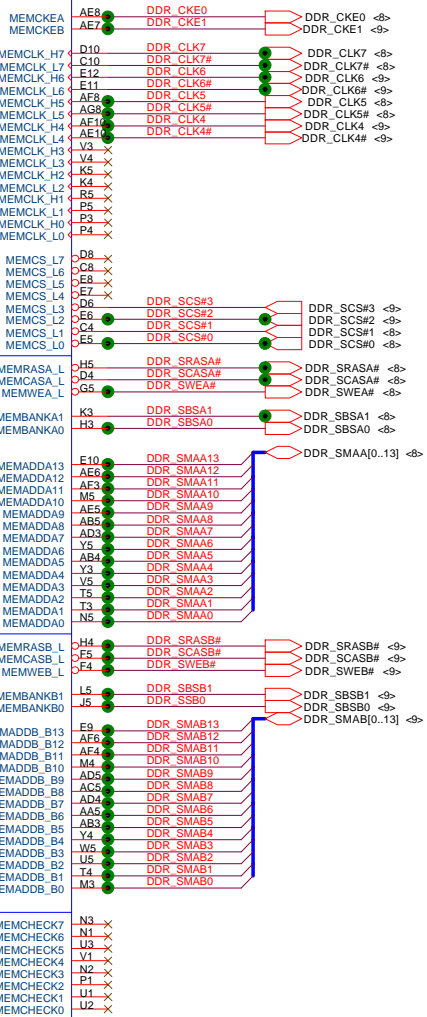 MEMCKEA AE8 DDR_CKE0 DDR_CKE0 <8>
MEMCKEB AE7 DDR_CKE1 DDR_CKE1 <9>
MEMCLK_H7 D10 DDR_CLK7 DDR_CLK7 <8>
MEMCLK_L7 C10 DDR_CLK7# DDR_CLK7# <8>
MEMCLK_H6 E12 DDR_CLK6 DDR_CLK6 <9>
MEMCLK_L6 E11 DDR_CLK6# DDR_CLK6# <9>
MEMCLK_H5 AF8 DDR_CLK5 DDR_CLK5 <8>
MEMCLK_L5 AG8 DDR_CLK5# DDR_CLK5# <8>
MEMCLK_H4 AF10 DDR_CLK4 DDR_CLK4 <9>
MEMCLK_L4 AE10 DDR_CLK4# DDR_CLK4# <9>
MEMCLK_H3 V3
MEMCLK_L3 V4
MEMCLK_H2 K5
MEMCLK_L2 K4
MEMCLK_H1 R5
MEMCLK_L1 P5
MEMCLK_H0 P3
MEMCLK_L0 P4
MEMCS_L7 D8
MEMCS_L6 C8
MEMCS_L5 E8
MEMCS_L4 E7
MEMCS_L3 D6 DDR_SCS#3 DDR_SCS#3 <9>
MEMCS_L2 E6 DDR_SCS#2 DDR_SCS#2 <9>
MEMCS_L1 C4 DDR_SCS#1 DDR_SCS#1 <8>
MEMCS_L0 E5 DDR_SCS#0 DDR_SCS#0 <8>
MEMRASA_L H5 DDR_SRASA# DDR_SRASA# <8>
MEMCASA_L D4 DDR_SCASA# DDR_SCASA# <8>
MEMWEA_L G5 DDR_SWEA# DDR_SWEA# <8>
MEMBANKA1 K3 DDR_SBSA1 DDR_SBSA1 <8>
MEMBANKA0 H3 DDR_SBSA0 DDR_SBSA0 <8>
DDR_SMAA[0..13] <8>
MEMADDA13 E10 DDR_SMAA13
MEMADDA12 AE6 DDR_SMAA12
MEMADDA11 AF3 DDR_SMAA11
MEMADDA10 M5 DDR_SMAA10
MEMADDA9 AE5 DDR_SMAA9
MEMADDA8 AB5 DDR_SMAA8
MEMADDA7 AD3 DDR_SMAA7
MEMADDA6 Y5 DDR_SMAA6
MEMADDA5 AB4 DDR_SMAA5
MEMADDA4 Y3 DDR_SMAA4
MEMADDA3 V5 DDR_SMAA3
MEMADDA2 T5 DDR_SMAA2
MEMADDA1 T3 DDR_SMAA1
MEMADDA0 N5 DDR_SMAA0
MEMRASB_L H4 DDR_SRASB# DDR_SRASB# <9>
MEMCASB_L F5 DDR_SCASB# DDR_SCASB# <9>
MEMWEB_L F4 DDR_SWEB# DDR_SWEB# <9>
MEMBANKB1 L5 DDR_SBSB1 DDR_SBSB1 <9>
MEMBANKB0 J5 DDR_SSB0 DDR_SBSB0 <9>
DDR_SMAB[0..13] <9>
MADDB_B13 E9 DDR_SMAB13
MADDB_B12 AF6 DDR_SMAB12
MADDB_B11 AF4 DDR_SMAB11
MADDB_B10 M4 DDR_SMAB10
EMADDB_B9 AD5 DDR_SMAB9
EMADDB_B8 AC5 DDR_SMAB8
EMADDB_B7 AD4 DDR_SMAB7
EMADDB_B6 AA5 DDR_SMAB6
EMADDB_B5 AB3 DDR_SMAB5
EMADDB_B4 Y4 DDR_SMAB4
EMADDB_B3 W5 DDR_SMAB3
EMADDB_B2 U5 DDR_SMAB2
EMADDB_B1 T4 DDR_SMAB1
EMADDB_B0 M3 DDR_SMAB0
MEMCHECK7 N3
MEMCHECK6 N1
MEMCHECK5 U3
MEMCHECK4 V1
MEMCHECK3 N2
MEMCHECK2 P1
MEMCHECK1 U1
MEMCHECK0 U2